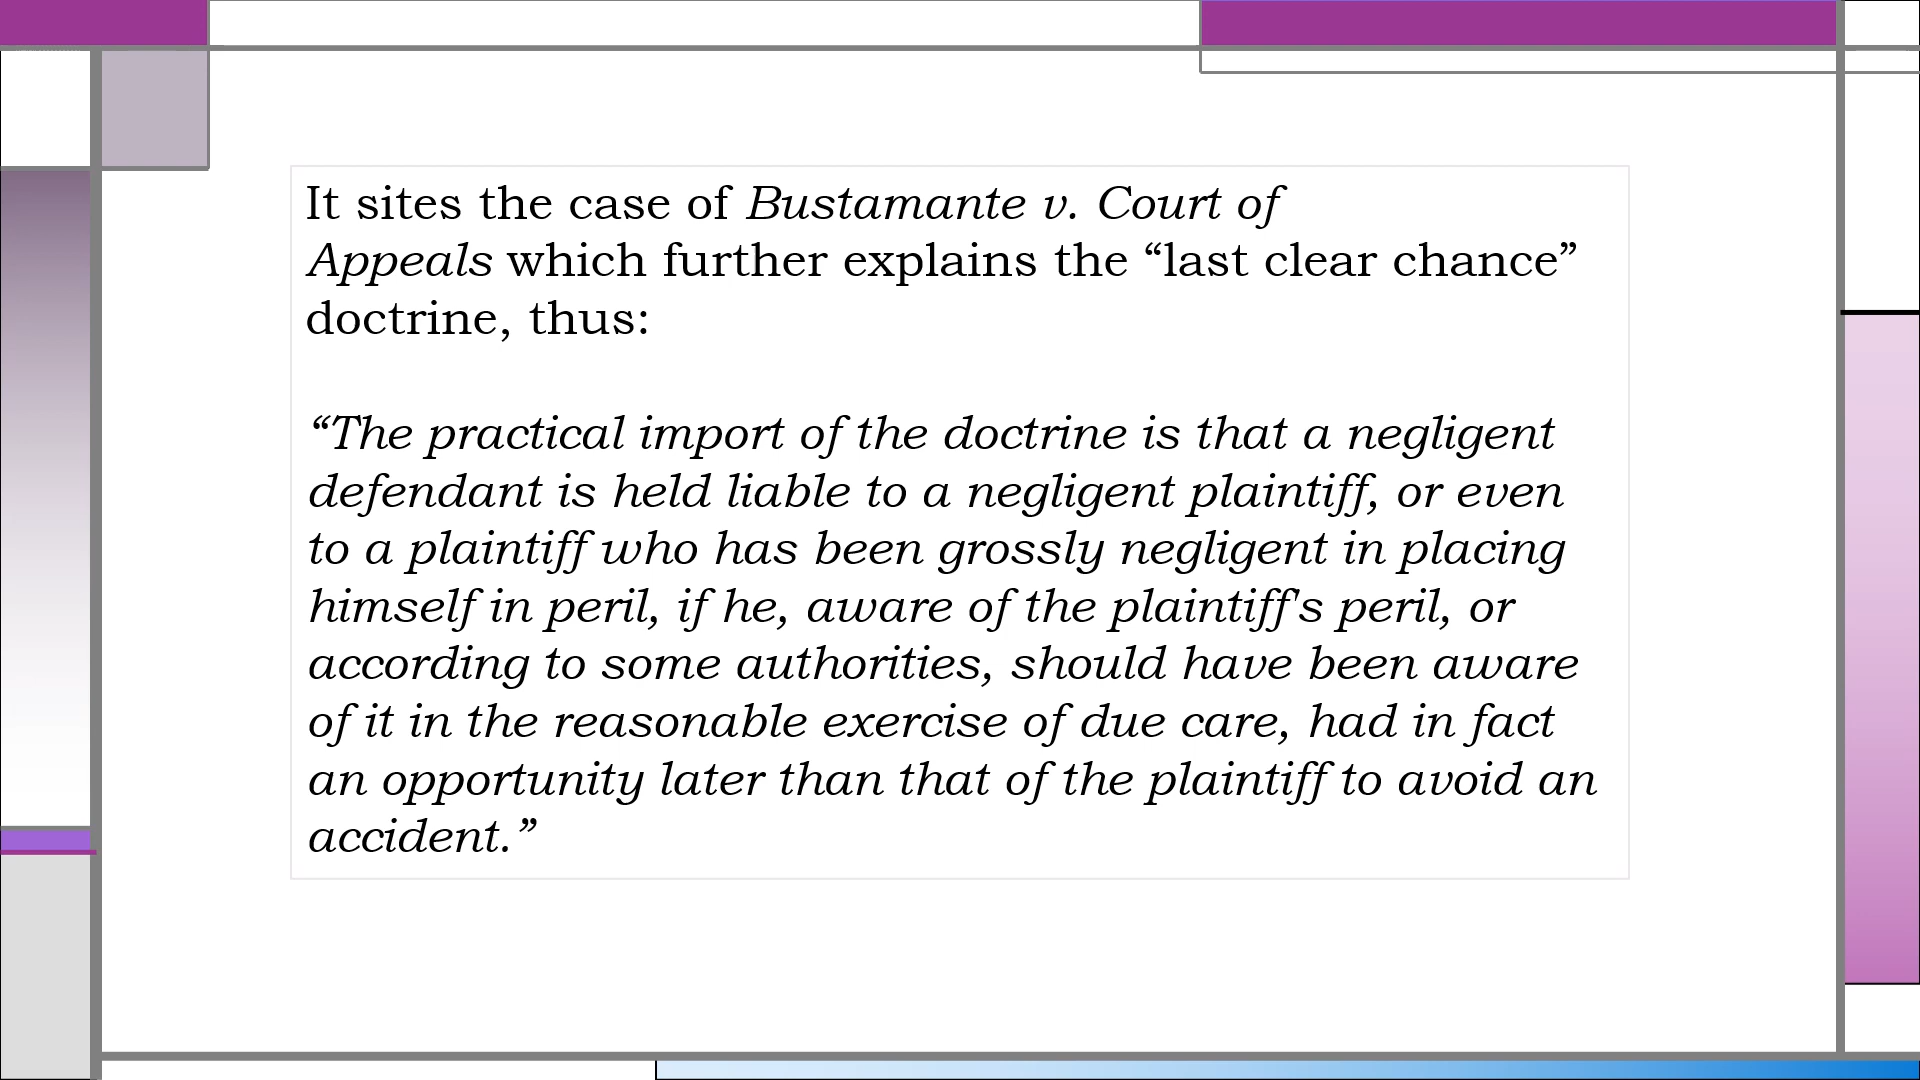 It sites the case of Bustamante v. Court of
Appeals which further explains the “last clear chance”
doctrine, thus:
“The practical import of the doctrine is that a negligent
defendant is held liable to a negligent plaintiff, or even
to a plaintiff who has been grossly negligent in placing
himself in peril, if he, aware of the plaintiff's peril, or
according to some authorities, should have been aware
of it in the reasonable exercise of due care, had in fact
an opportunity later than that of the plaintiff to avoid an
accident.”